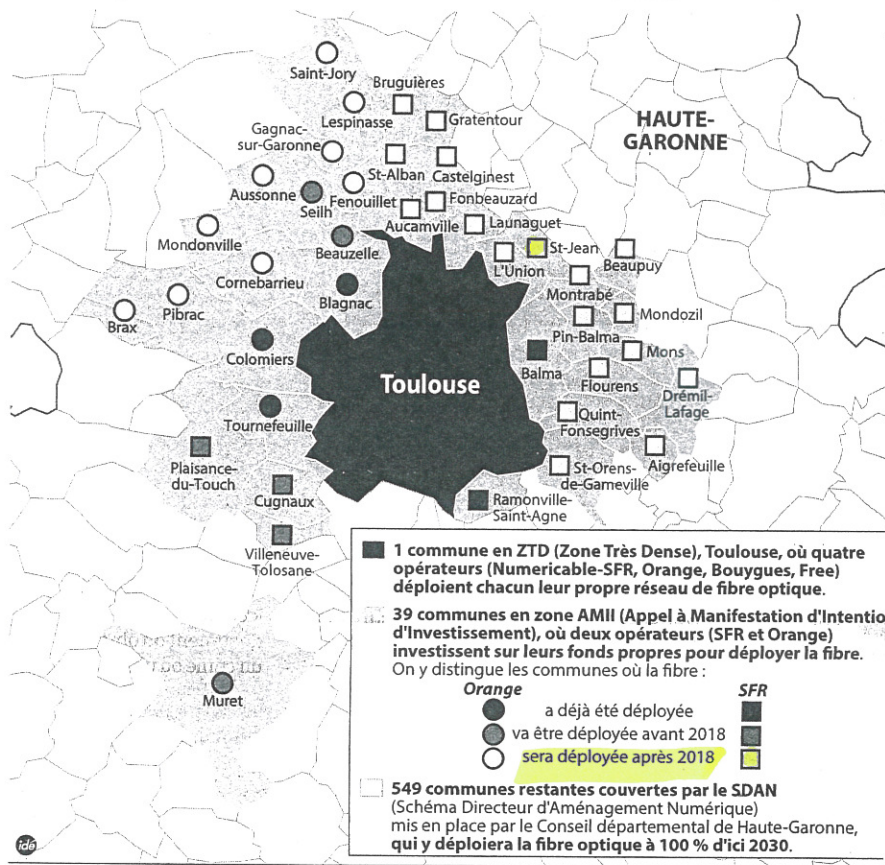 Saint-Jory
Bruguières
Lespinasse
Gratentour
HAUTE-
GARONNE
Gagnac-
sur-Garonne
St-Alban
Castelginest
Aussonne
Seilh
Fenouillet
Fonbeauzard
Aucamville
Launaguet
Mondonville
Beauzelle
St-Jean
L'Union
Beaupuy
Cornebarrieu
Montrabé
Blagnac
Brax
Pibrac
Mondozil
Pin-Balma
Colomiers
Mons
Toulouse
Balma
Flourens
Drémil-
Lafage
Tournefeuille
Quint-
Fonsegrives
Plaisance-
du-Touch
Aigrefeuille
St-Orens-
de-Gameville
Cugnaux
Ramonville-
Saint-Agne
Villeneuve-
Tolosane
Muret
1 commune en ZTD (Zone Très Dense), Toulouse, où quatre
opérateurs (Numericable-SFR, Orange, Bouygues, Free)
déploient chacun leur propre réseau de fibre optique.
39 communes en zone AMII (Appel à Manifestation d'Intentio
d'Investissement), où deux opérateurs (SFR et Orange)
investissent sur leurs fonds propres pour déployer la fibre.
On y distingue les communes où la fibre :
Orange SFR
a déjà été déployée
va être déployée avant 2018
sera déployée après 2018
549 communes restantes couvertes par le SDAN
(Schéma Directeur d'Aménagement Numérique)
mis en place par le Conseil départemental de Haute-Garonne,
qui y déploiera la fibre optique à 100 % d'ici 2030.
idé